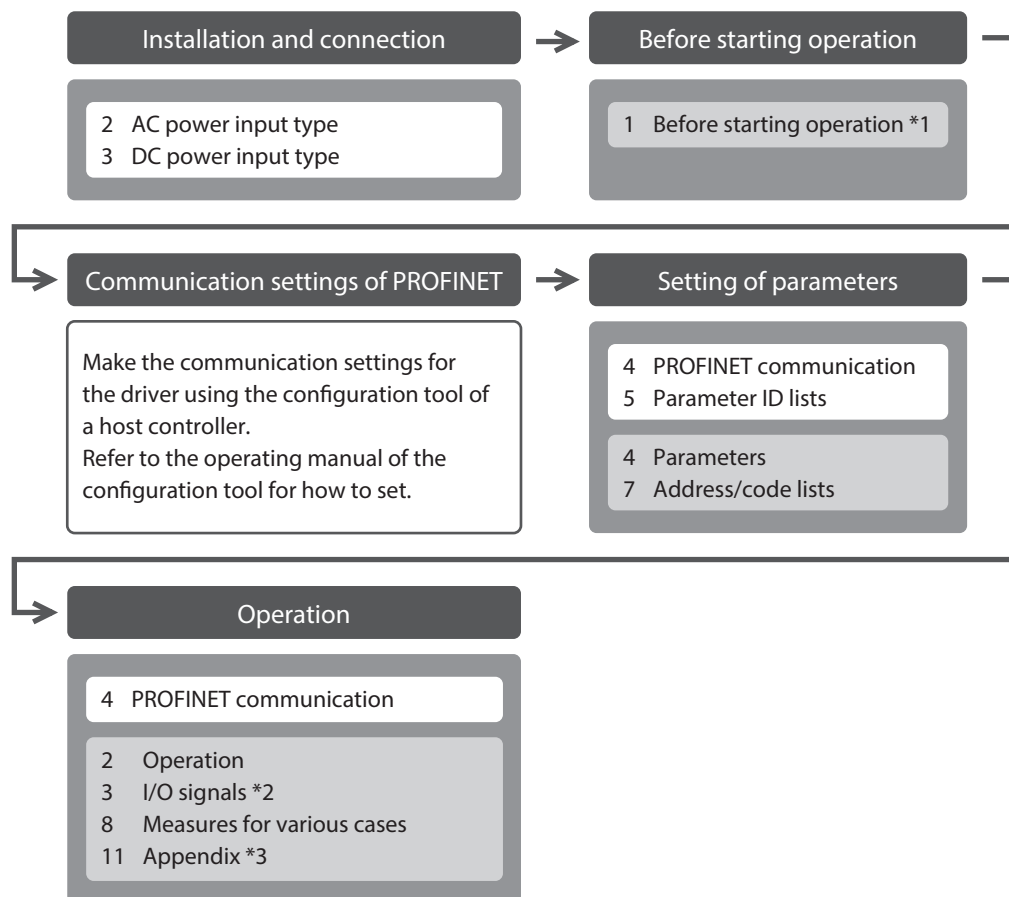 Installation and connection
2 AC power input type
3 DC power input type
Before starting operation
1 Before starting operation *1
Communication settings of PROFINET
Make the communication settings for
the driver using the configuration tool of
a host controller.
Refer to the operating manual of the
configuration tool for how to set.
Setting of parameters
4 PROFINET communication
5 Parameter ID lists
4 Parameters
7 Address/code lists
Operation
4 PROFINET communication
2 Operation
3 I/O signals *2
8 Measures for various cases
11 Appendix *3